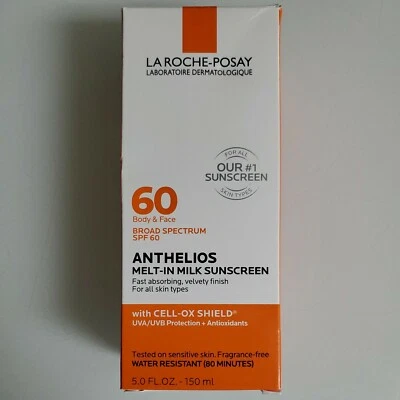 LA ROCHE-POSAY
LABORATOIRE DERMATOLOGIQUE
FOR ALL
OUR #1
SUNSCREEN
SKIN TYPES
60
Body & Face
BROAD SPECTRUM
SPF 60
ANTHELIOS
MELT-IN MILK SUNSCREEN
Fast absorbing, velvety finish
For all skin types
with CELL-OX SHIELD®
UVA/UVB Protection + Antioxidants
Tested on sensitive skin. Fragrance-free
WATER RESISTANT (80 MINUTES)
5.0 FL.OZ. - 150 ml